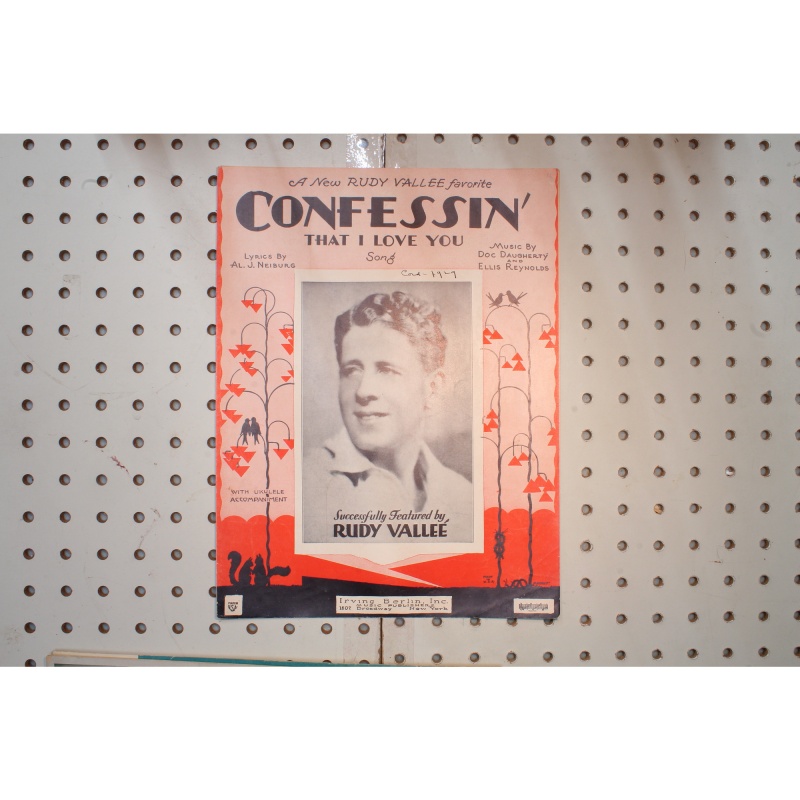 A New RUDY VALLEE favorite
CONFESSIN'
THAT I LOVE YOU
Song
LYRICS BY
AL. J. NEIBURG
MUSIC BY
DOC DAUGHERTY
AND
ELLIS REYNOLDS
WITH UKULELE
ACCOMPANIMENT
Successfully Featured by
RUDY VALLEÉ
Irving Berlin, Inc.
MUSIC PUBLISHERS
1607 Broadway New York